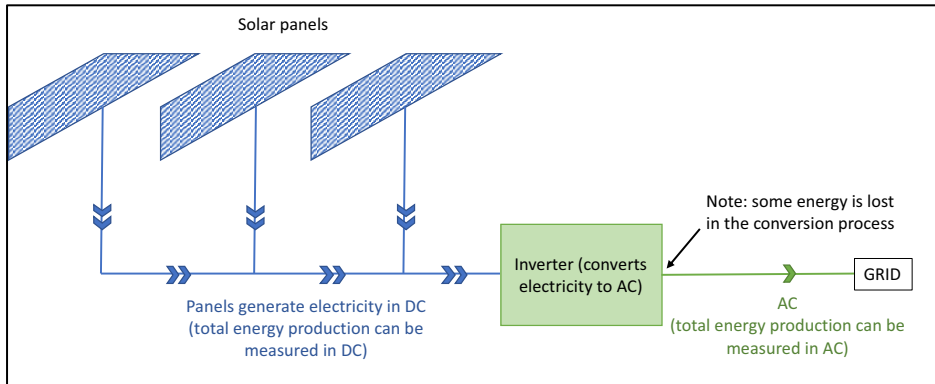 Solar panels
Note: some energy is lost
in the conversion process
Inverter (converts
electricity to AC)
GRID
Panels generate electricity in DC
(total energy production can be
measured in DC)
AC
(total energy production can be
measured in AC)